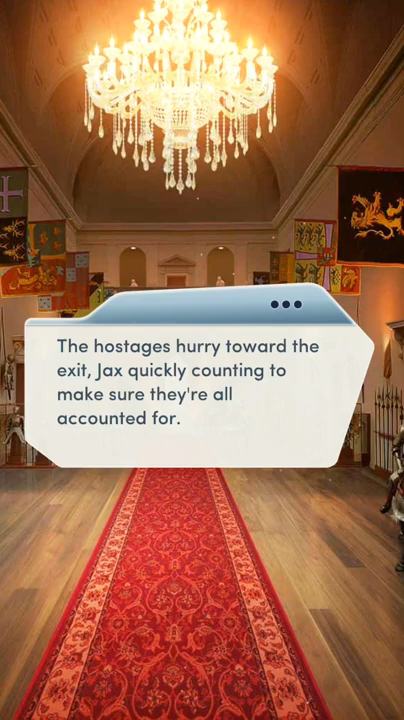 The hostages hurry toward the
exit, Jax quickly counting to
make sure they're all
accounted for.